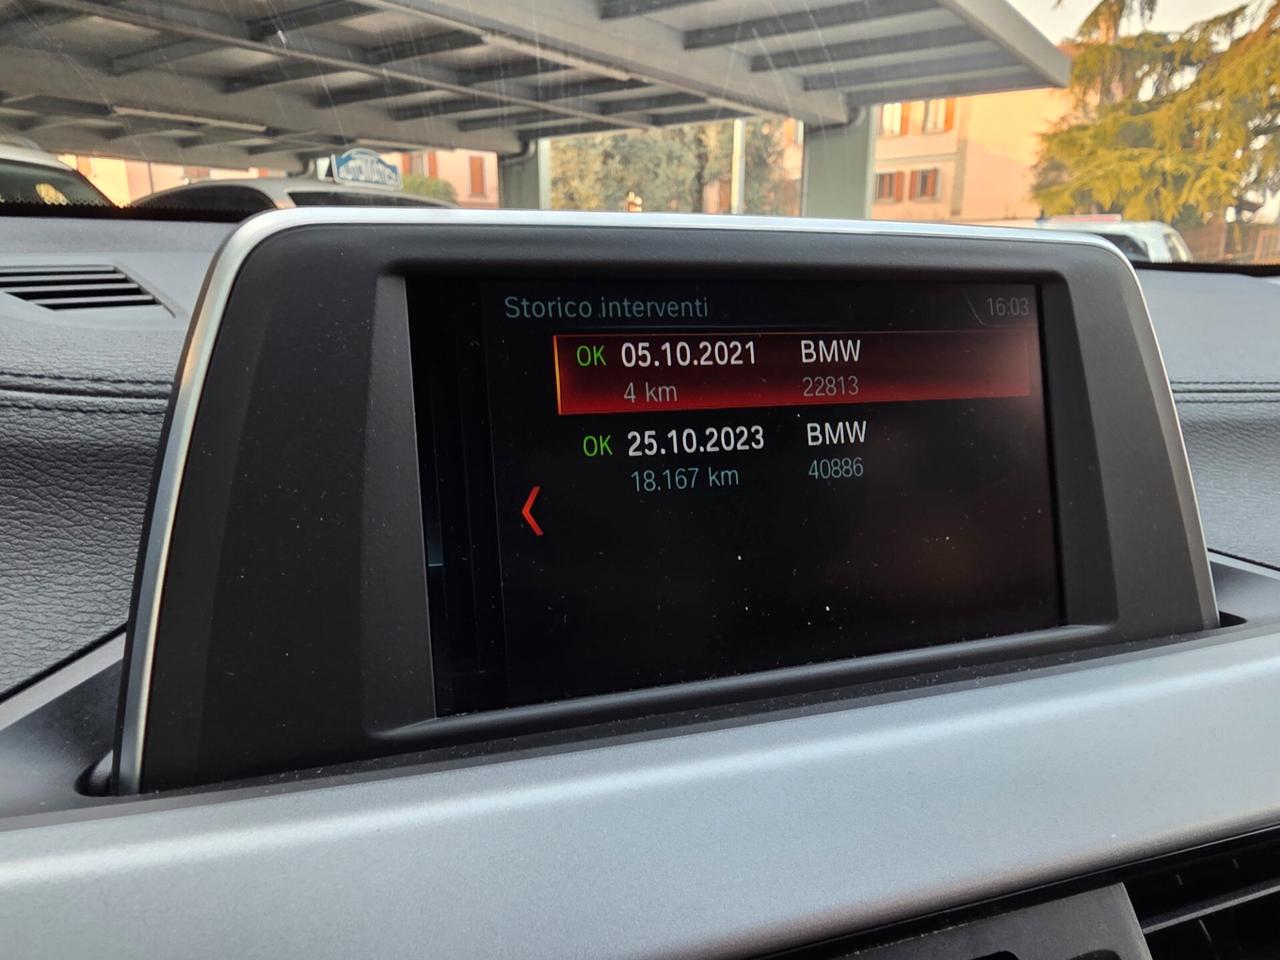 Storico interventi 16:03
OK 05.10.2021 BMW
4 km 22813
OK 25.10.2023 BMW
18.167 km 40886